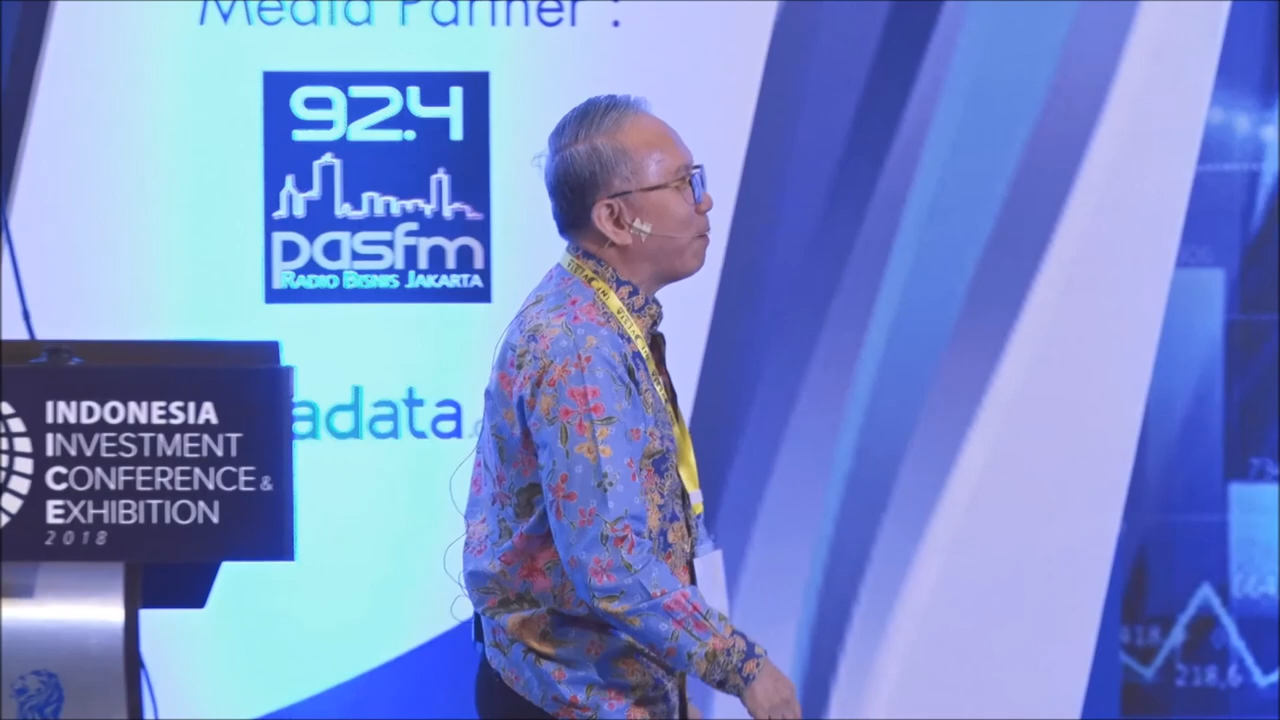 Media Partner :
92.4
pasfm
RADIO BISNIS JAKARTA
adata.
INDONESIA
INVESTMENT
CONFERENCE &
EXHIBITION
2018
218,6